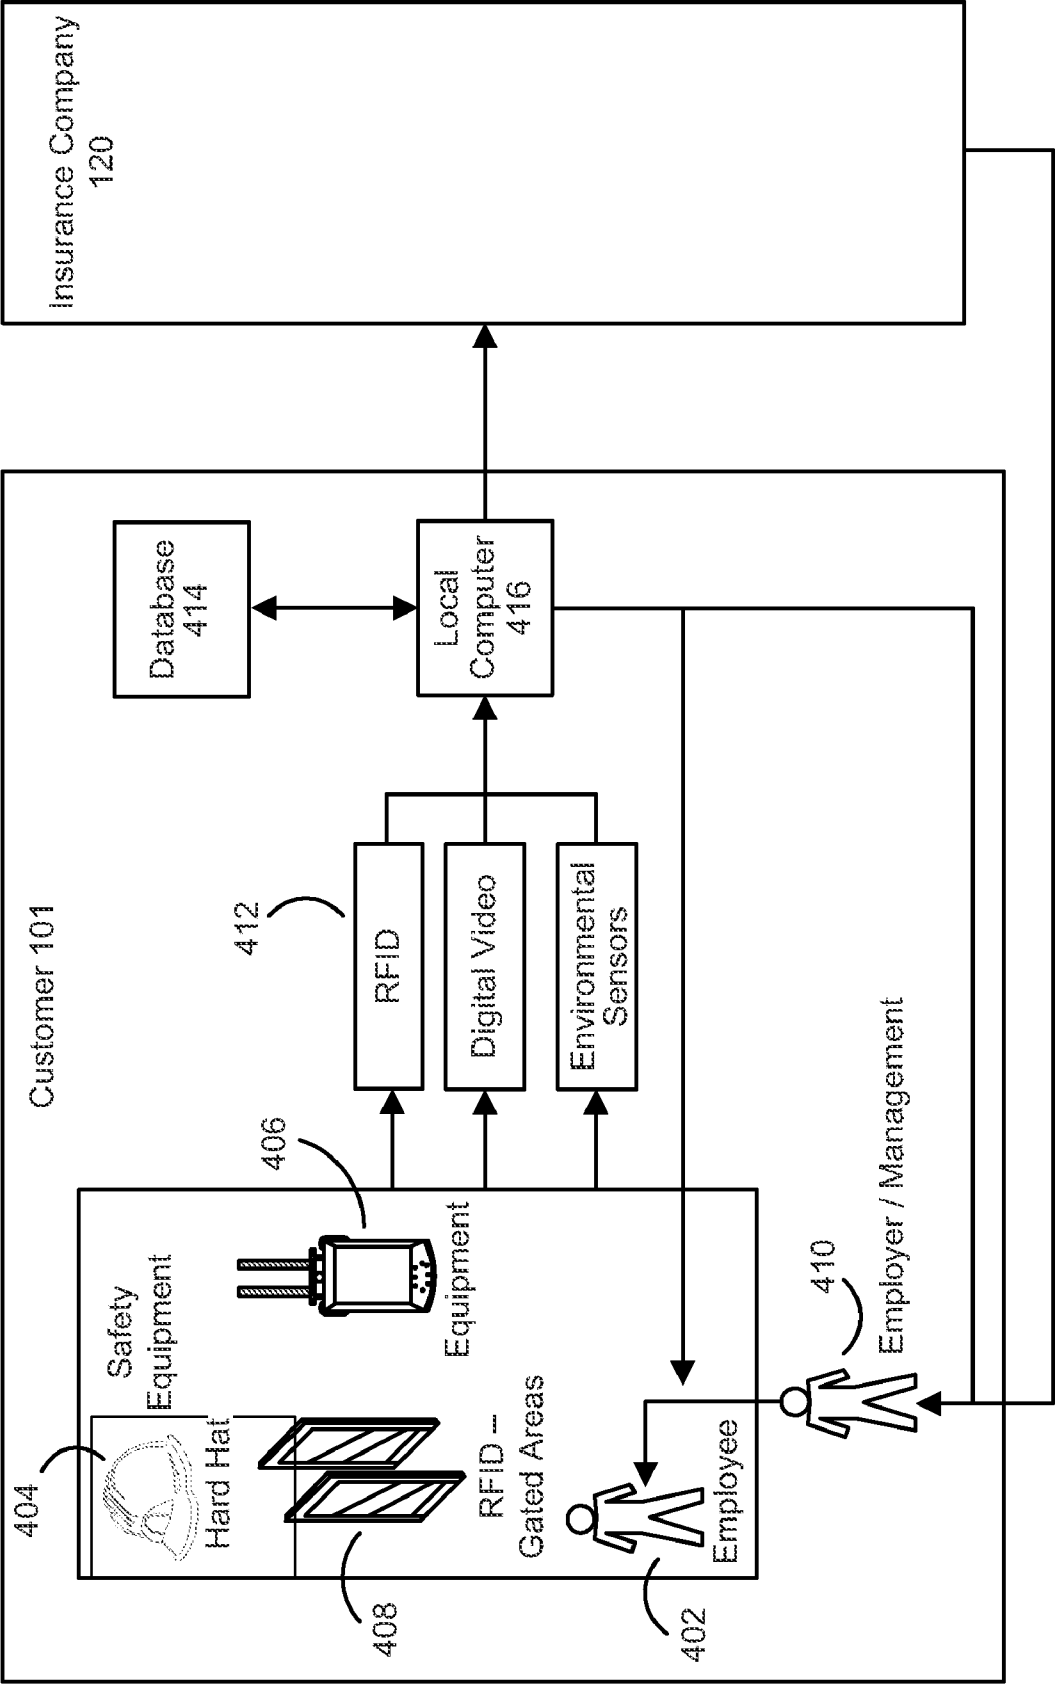 Customer 101
404
Safety
Equipment
Hard Hat
406
Equipment
408
RFID –
Gated Areas
402
Employee
410
Employer / Management
412
RFID
Digital Video
Environmental
Sensors
Database
414
Local
Computer
416
Insurance Company
120